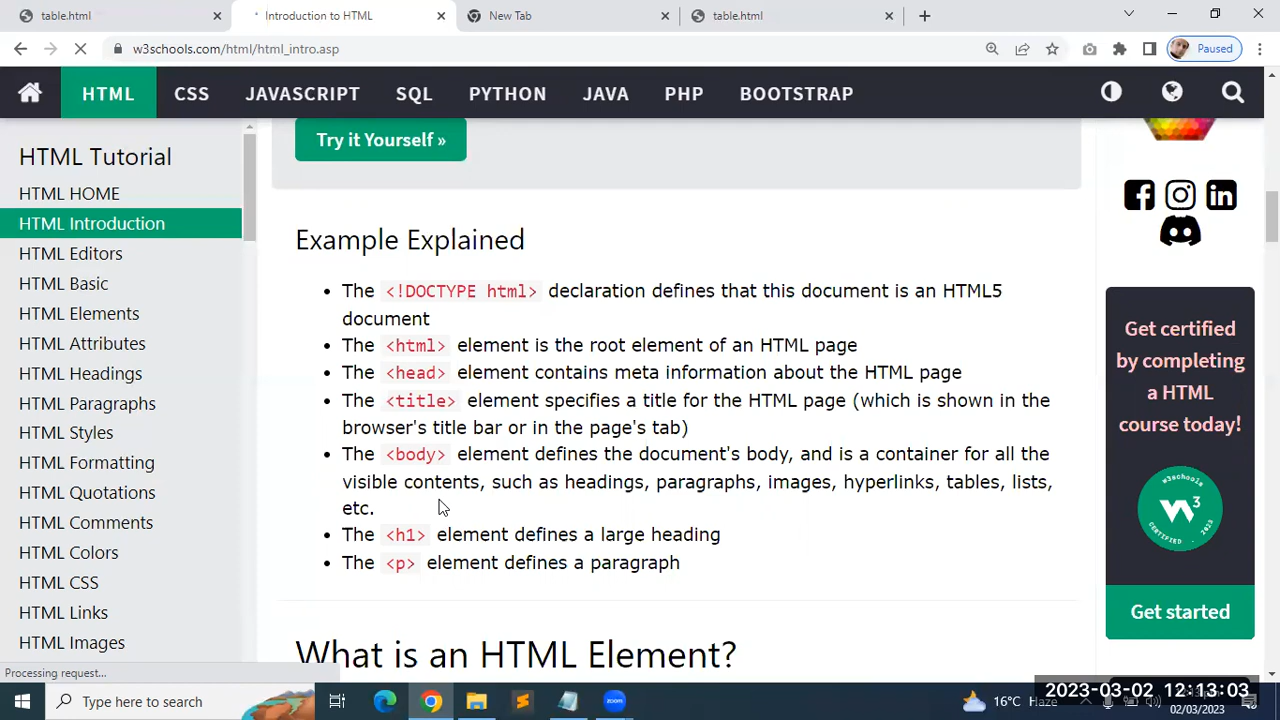 table.html
Introduction to HTML
New Tab
table.html
w3schools.com/html/html_intro.asp
Paused
HTML
CSS
JAVASCRIPT
SQL
PYTHON
JAVA
PHP
BOOTSTRAP
HTML Tutorial
HTML HOME
HTML Introduction
HTML Editors
HTML Basic
HTML Elements
HTML Attributes
HTML Headings
HTML Paragraphs
HTML Styles
HTML Formatting
HTML Quotations
HTML Comments
HTML Colors
HTML CSS
HTML Links
HTML Images
Processing request...
Try it Yourself »
Example Explained
• The <!DOCTYPE html> declaration defines that this document is an HTML5
document
• The <html> element is the root element of an HTML page
• The <head> element contains meta information about the HTML page
• The <title> element specifies a title for the HTML page (which is shown in the
browser's title bar or in the page's tab)
• The <body> element defines the document's body, and is a container for all the
visible contents, such as headings, paragraphs, images, hyperlinks, tables, lists,
etc.
• The <h1> element defines a large heading
• The <p> element defines a paragraph
What is an HTML Element?
Get certified
by completing
a HTML
course today!
w3schools
W3
CERTIFIED . 2023
Get started
Type here to search
zoom
16°C Haze
2023-03-02 12:13:03
02/03/2023